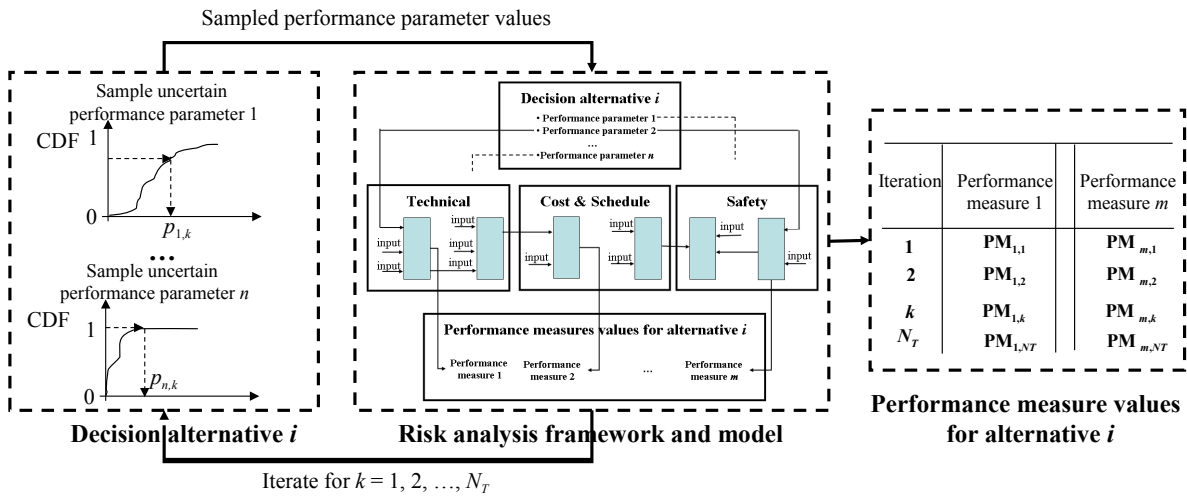 Sampled performance parameter values
Sample uncertain
performance parameter 1
CDF
1
0
p1,k
...
Sample uncertain
performance parameter n
CDF
1
0
pn,k
Decision alternative i
Decision alternative i
• Performance parameter 1
• Performance parameter 2
...
• Performance parameter n
Technical
input
input
input
input
input
input
Cost & Schedule
input
input
input
input
Safety
input
input
Performance measures values for alternative i
Performance
measure 1
Performance
measure 2
...
Performance
measure m
Risk analysis framework and model
Iterate for k = 1, 2, …, NT
Iteration Performance measure 1 Performance measure m
1 PM1,1 PM m,1
2 PM1,2 PM m,2
k PM1,k PM m,k
NT PM1,NT PM m,NT
Performance measure values
for alternative i